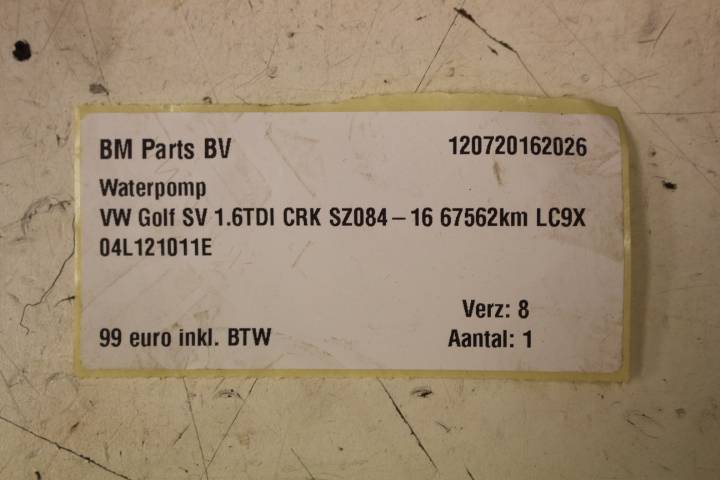 BM Parts BV 120720162026
Waterpomp
VW Golf SV 1.6TDI CRK SZ084 – 16 67562km LC9X
04L121011E
Verz: 8
99 euro inkl. BTW Aantal: 1